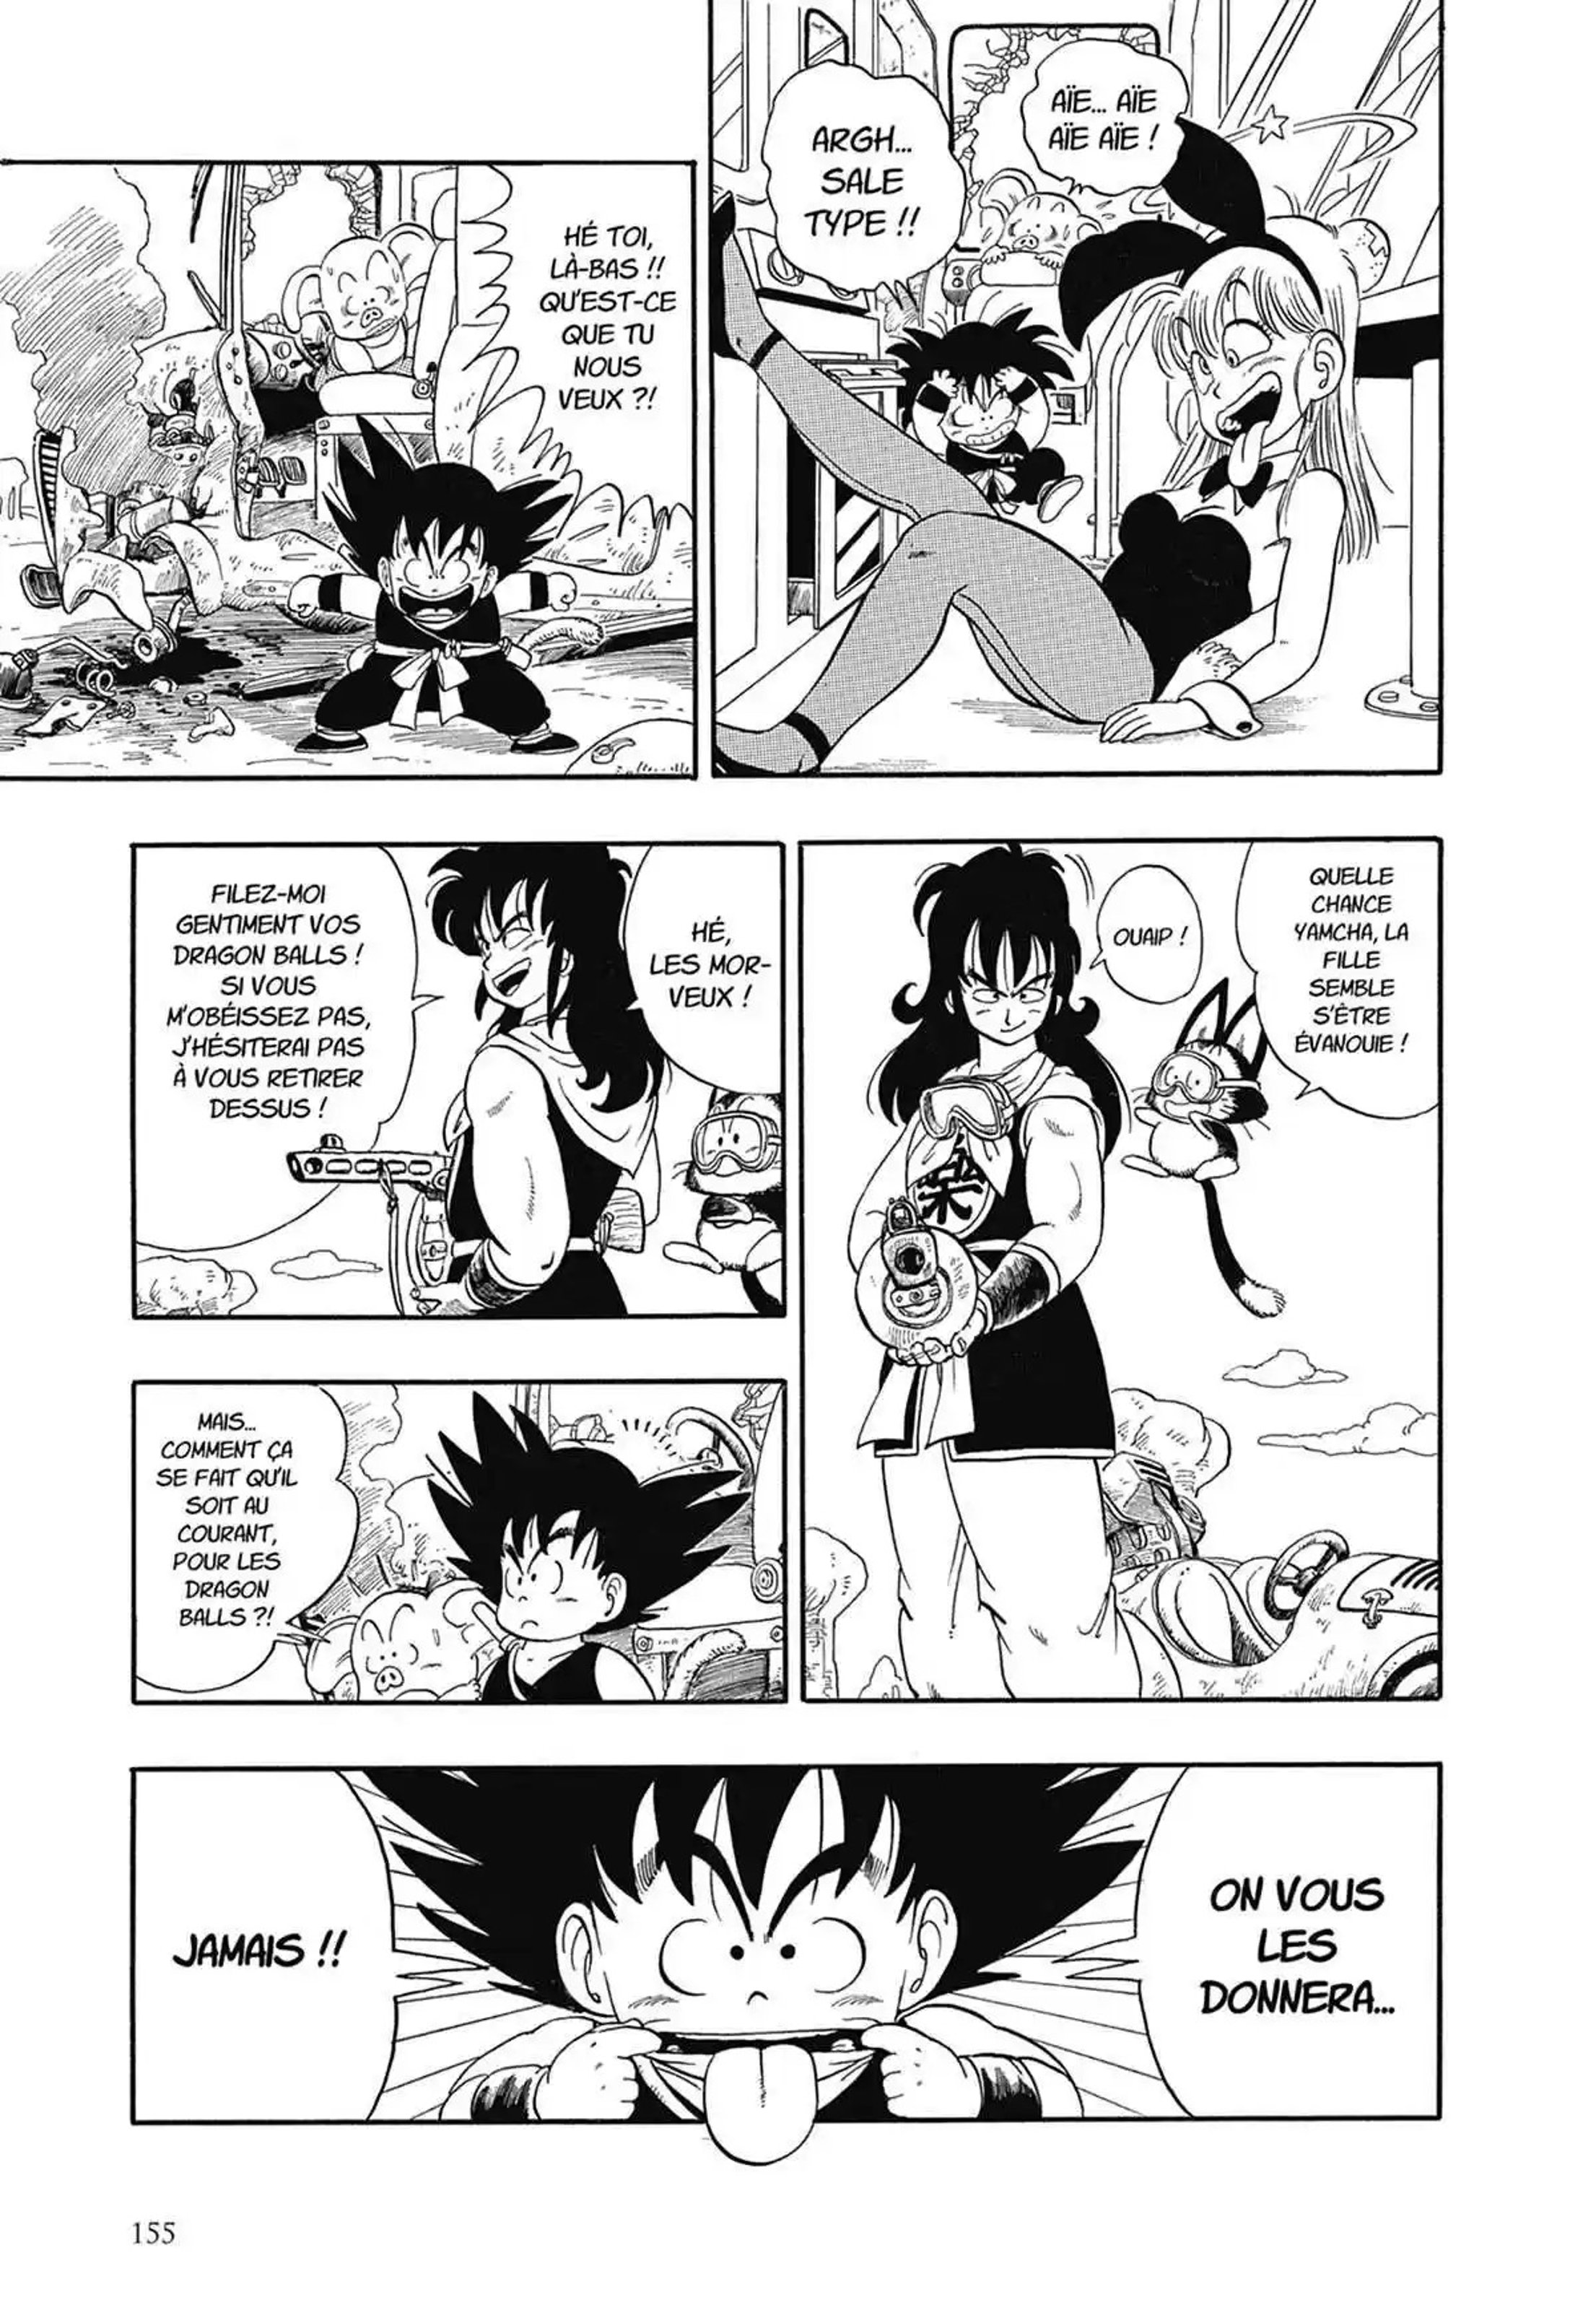 AÏE... AÏE
AÏE AÏE !
ARGH...
SALE
TYPE !!
HÉ TOI,
LÀ-BAS !!
QU'EST-CE
QUE TU
NOUS
VEUX ?!
QUELLE
CHANCE
YAMCHA, LA
FILLE
SEMBLE
S'ÊTRE
ÉVANOUIE !
OUAIP !
HÉ,
LES MOR-
VEUX !
FILEZ-MOI
GENTIMENT VOS
DRAGON BALLS !
SI VOUS
M'OBÉISSEZ PAS,
J'HÉSITERAI PAS
À VOUS RETIRER
DESSUS !
MAIS...
COMMENT ÇA
SE FAIT QU'IL
SOIT AU
COURANT,
POUR LES
DRAGON
BALLS ?!
ON VOUS
LES
DONNERA...
JAMAIS !!
155